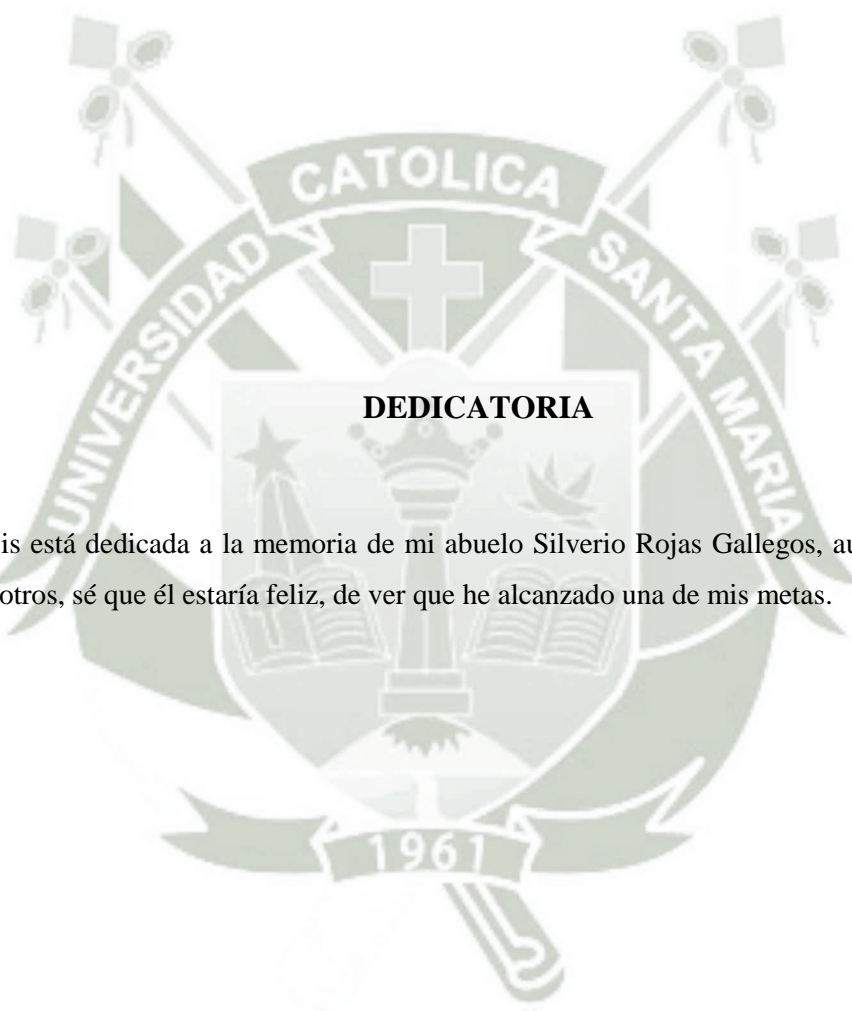 CATOLICA
UNIVERSIDAD
SANTA MARIA
DEDICATORIA
is está dedicada a la memoria de mi abuelo Silverio Rojas Gallegos, au
otros, sé que él estaría feliz, de ver que he alcanzado una de mis metas.
1961